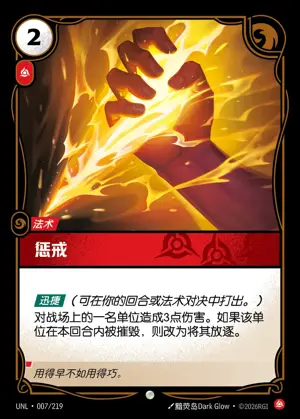 2
法术
惩戒
迅捷（可在你的回合或法术对决中打出。）
对战场上的一名单位造成3点伤害。如果该单
位在本回合内被摧毁，则改为将其放逐。
用得早不如用得巧。
UNL • 007/219
黯荧岛Dark Glow • ©2026RGI